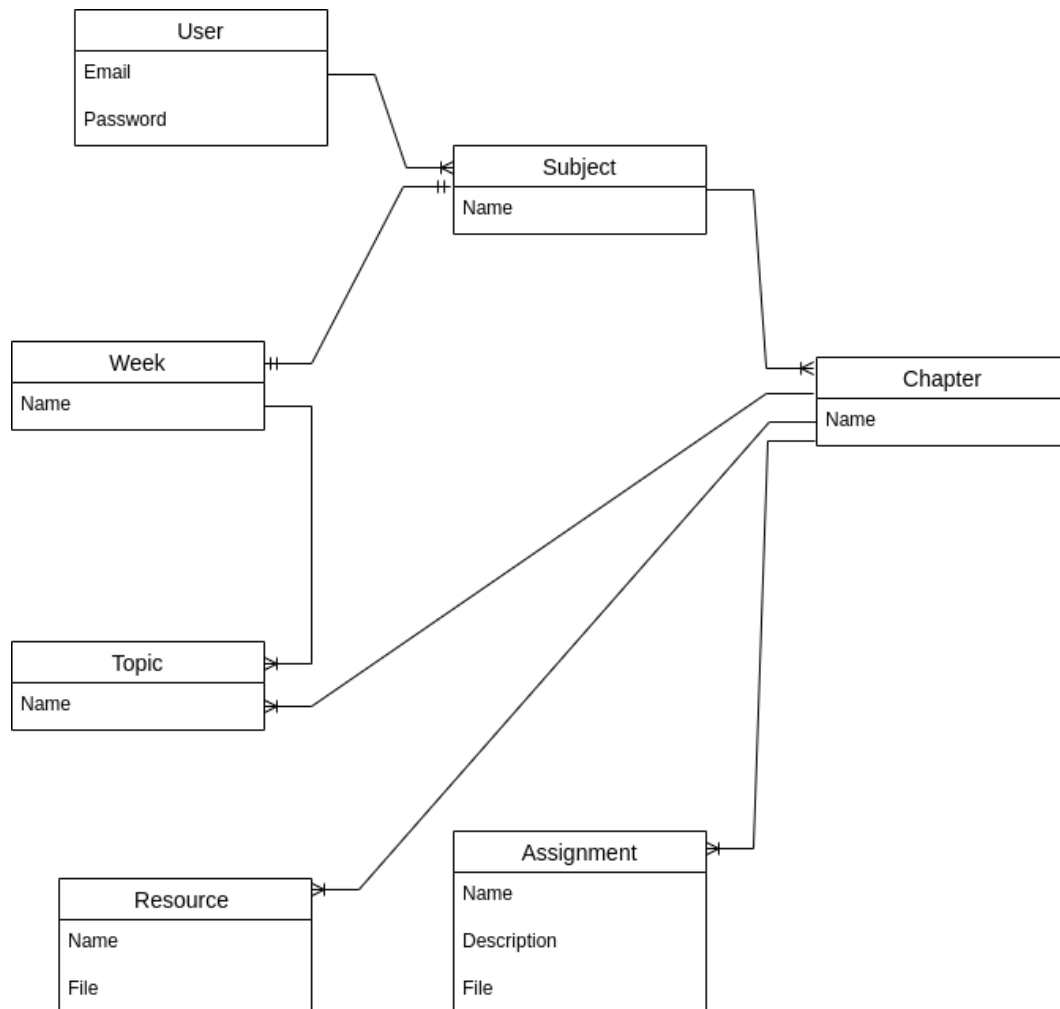 User
Email
Password
Subject
Name
Week
Name
Chapter
Name
Topic
Name
Assignment
Name
Description
File
Resource
Name
File